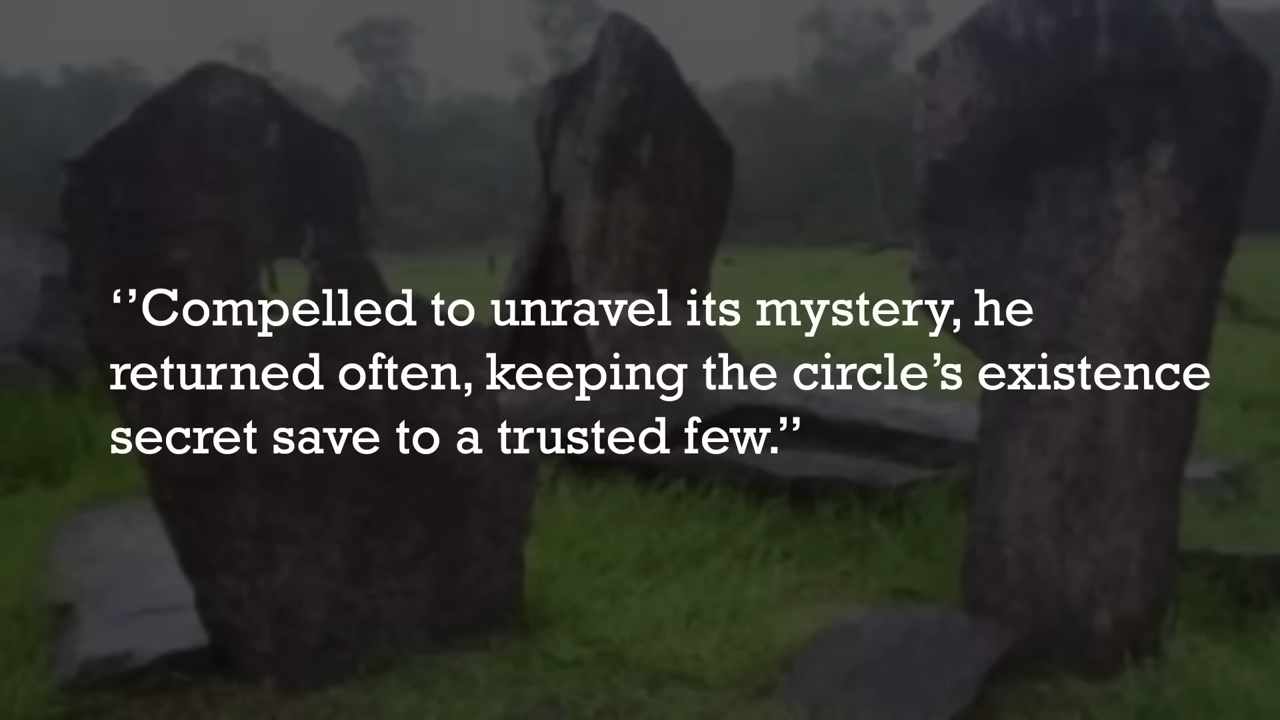 ‘’Compelled to unravel its mystery, he
returned often, keeping the circle’s existence
secret save to a trusted few.’’